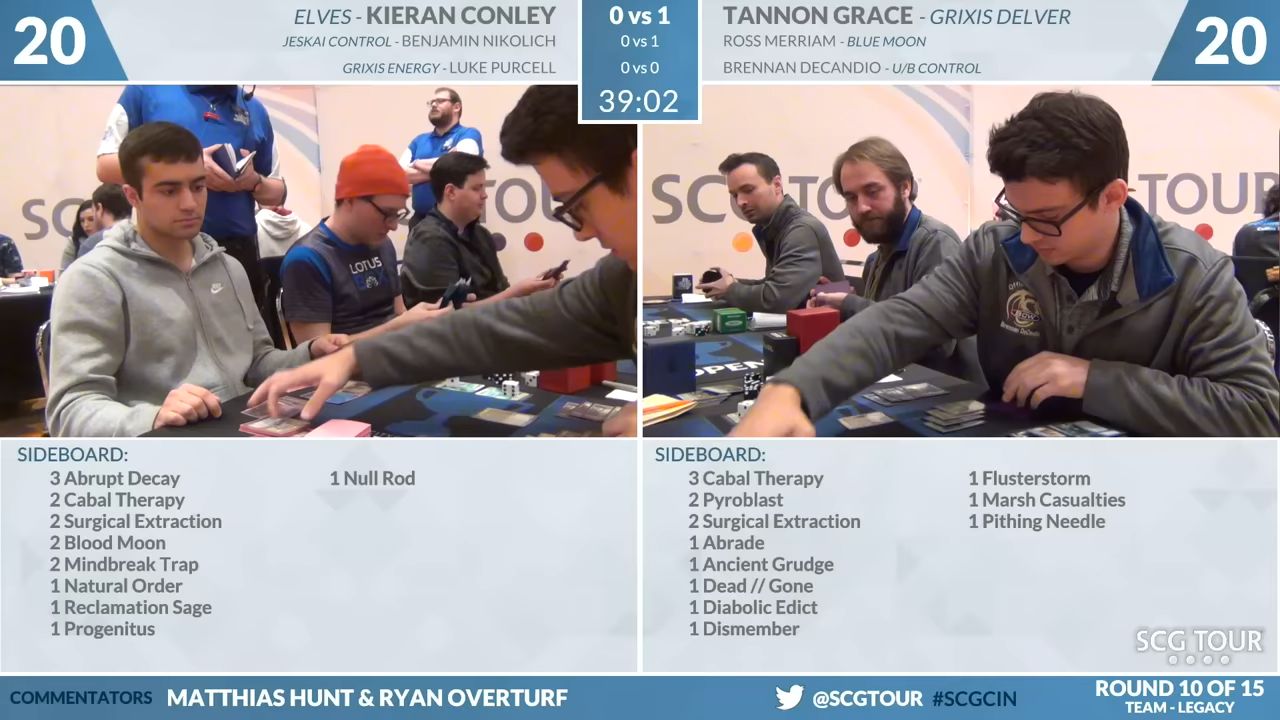 20
ELVES - KIERAN CONLEY
JESKAI CONTROL - BENJAMIN NIKOLICH
GRIXIS ENERGY - LUKE PURCELL
0 vs 1
0 vs 1
0 vs 0
39:02
TANNON GRACE - GRIXIS DELVER
ROSS MERRIAM - BLUE MOON
BRENNAN DECANDIO - U/B CONTROL
20
SC
TOU
LOTUS
SCG TO
TOUR
OPEN
SIDEBOARD:
3 Abrupt Decay
2 Cabal Therapy
2 Surgical Extraction
2 Blood Moon
2 Mindbreak Trap
1 Natural Order
1 Reclamation Sage
1 Progenitus
1 Null Rod
SIDEBOARD:
3 Cabal Therapy
2 Pyroblast
2 Surgical Extraction
1 Abrade
1 Ancient Grudge
1 Dead // Gone
1 Diabolic Edict
1 Dismember
1 Flusterstorm
1 Marsh Casualties
1 Pithing Needle
SCG TOUR
COMMENTATORS MATTHIAS HUNT & RYAN OVERTURF
@SCGTOUR #SCGCIN
ROUND 10 OF 15
TEAM - LEGACY